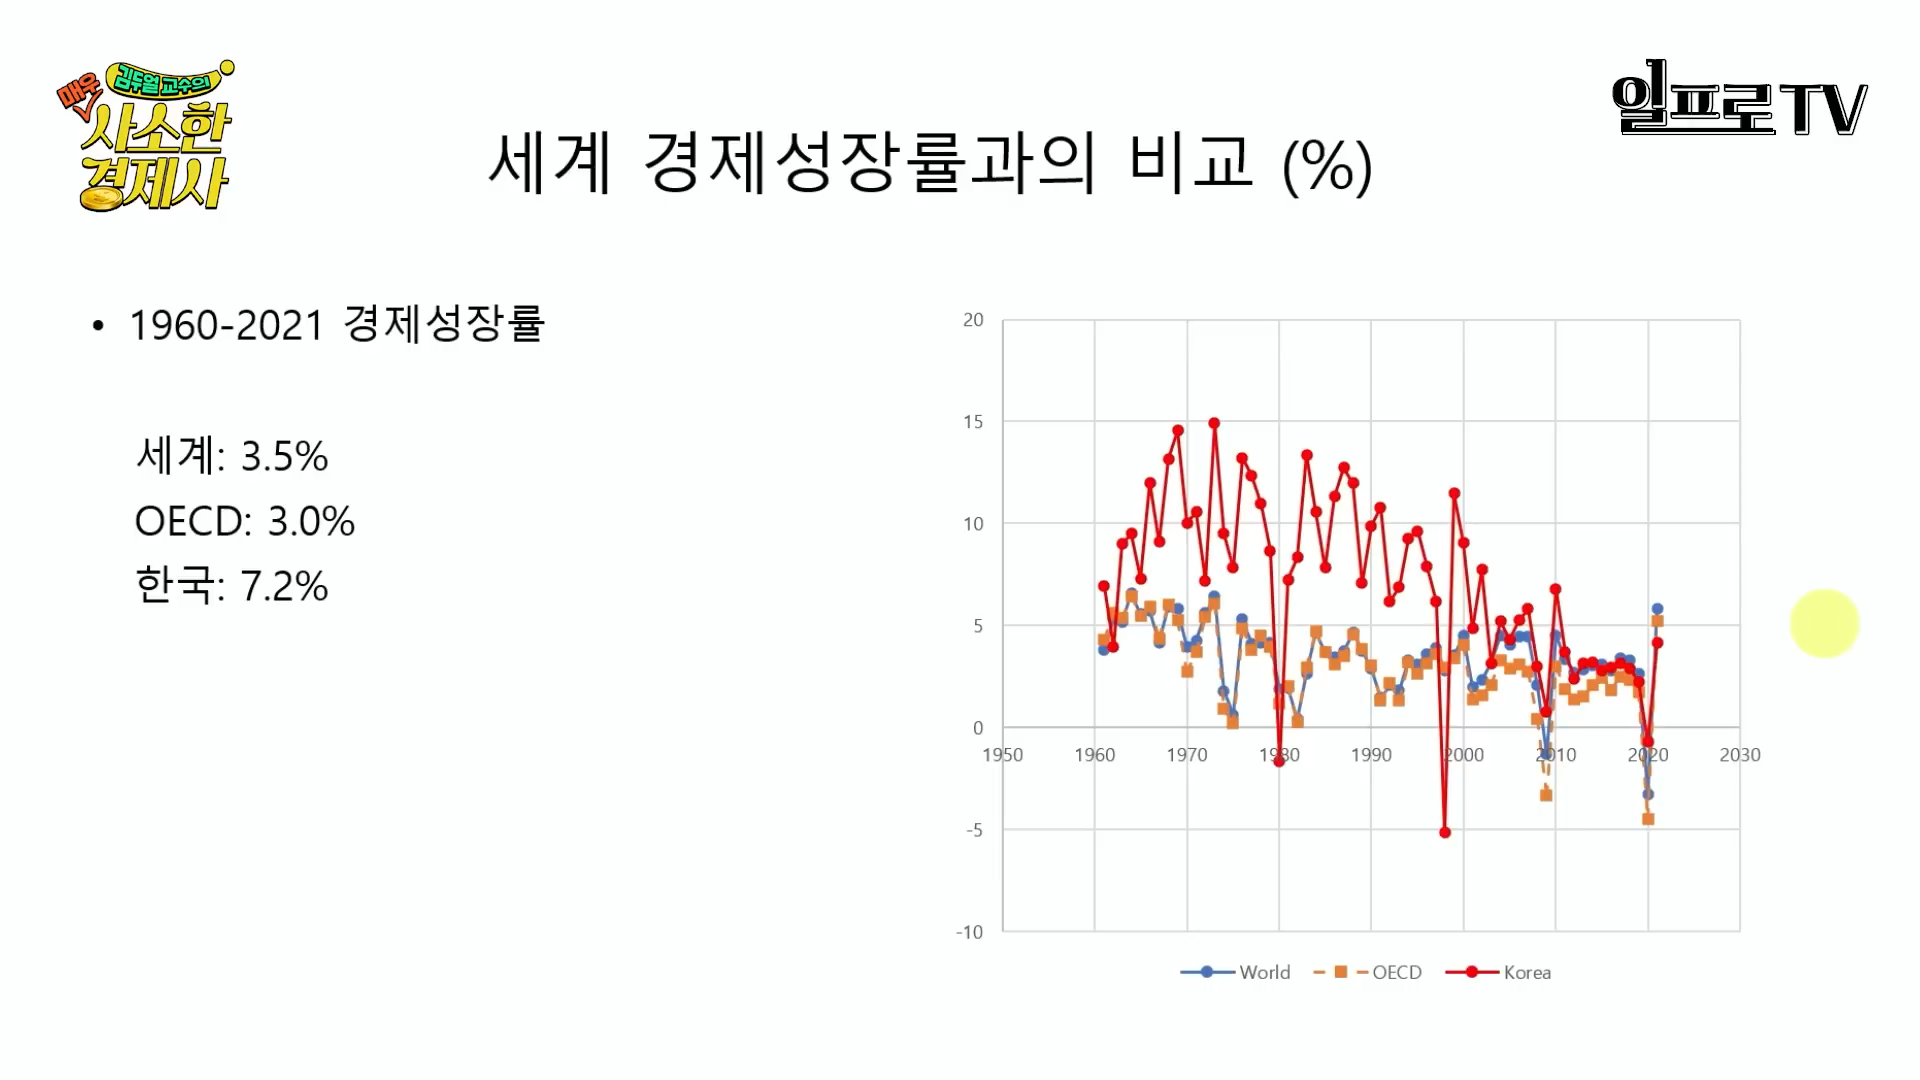 매우
김두얼 교수의
사소한
경제사
일프로TV
세계 경제성장률과의 비교 (%)
• 1960-2021 경제성장률
세계: 3.5%
OECD: 3.0%
한국: 7.2%
20
15
10
5
0
-5
-10
1950 1960 1970 1980 1990 2000 2010 2020 2030
World OECD Korea